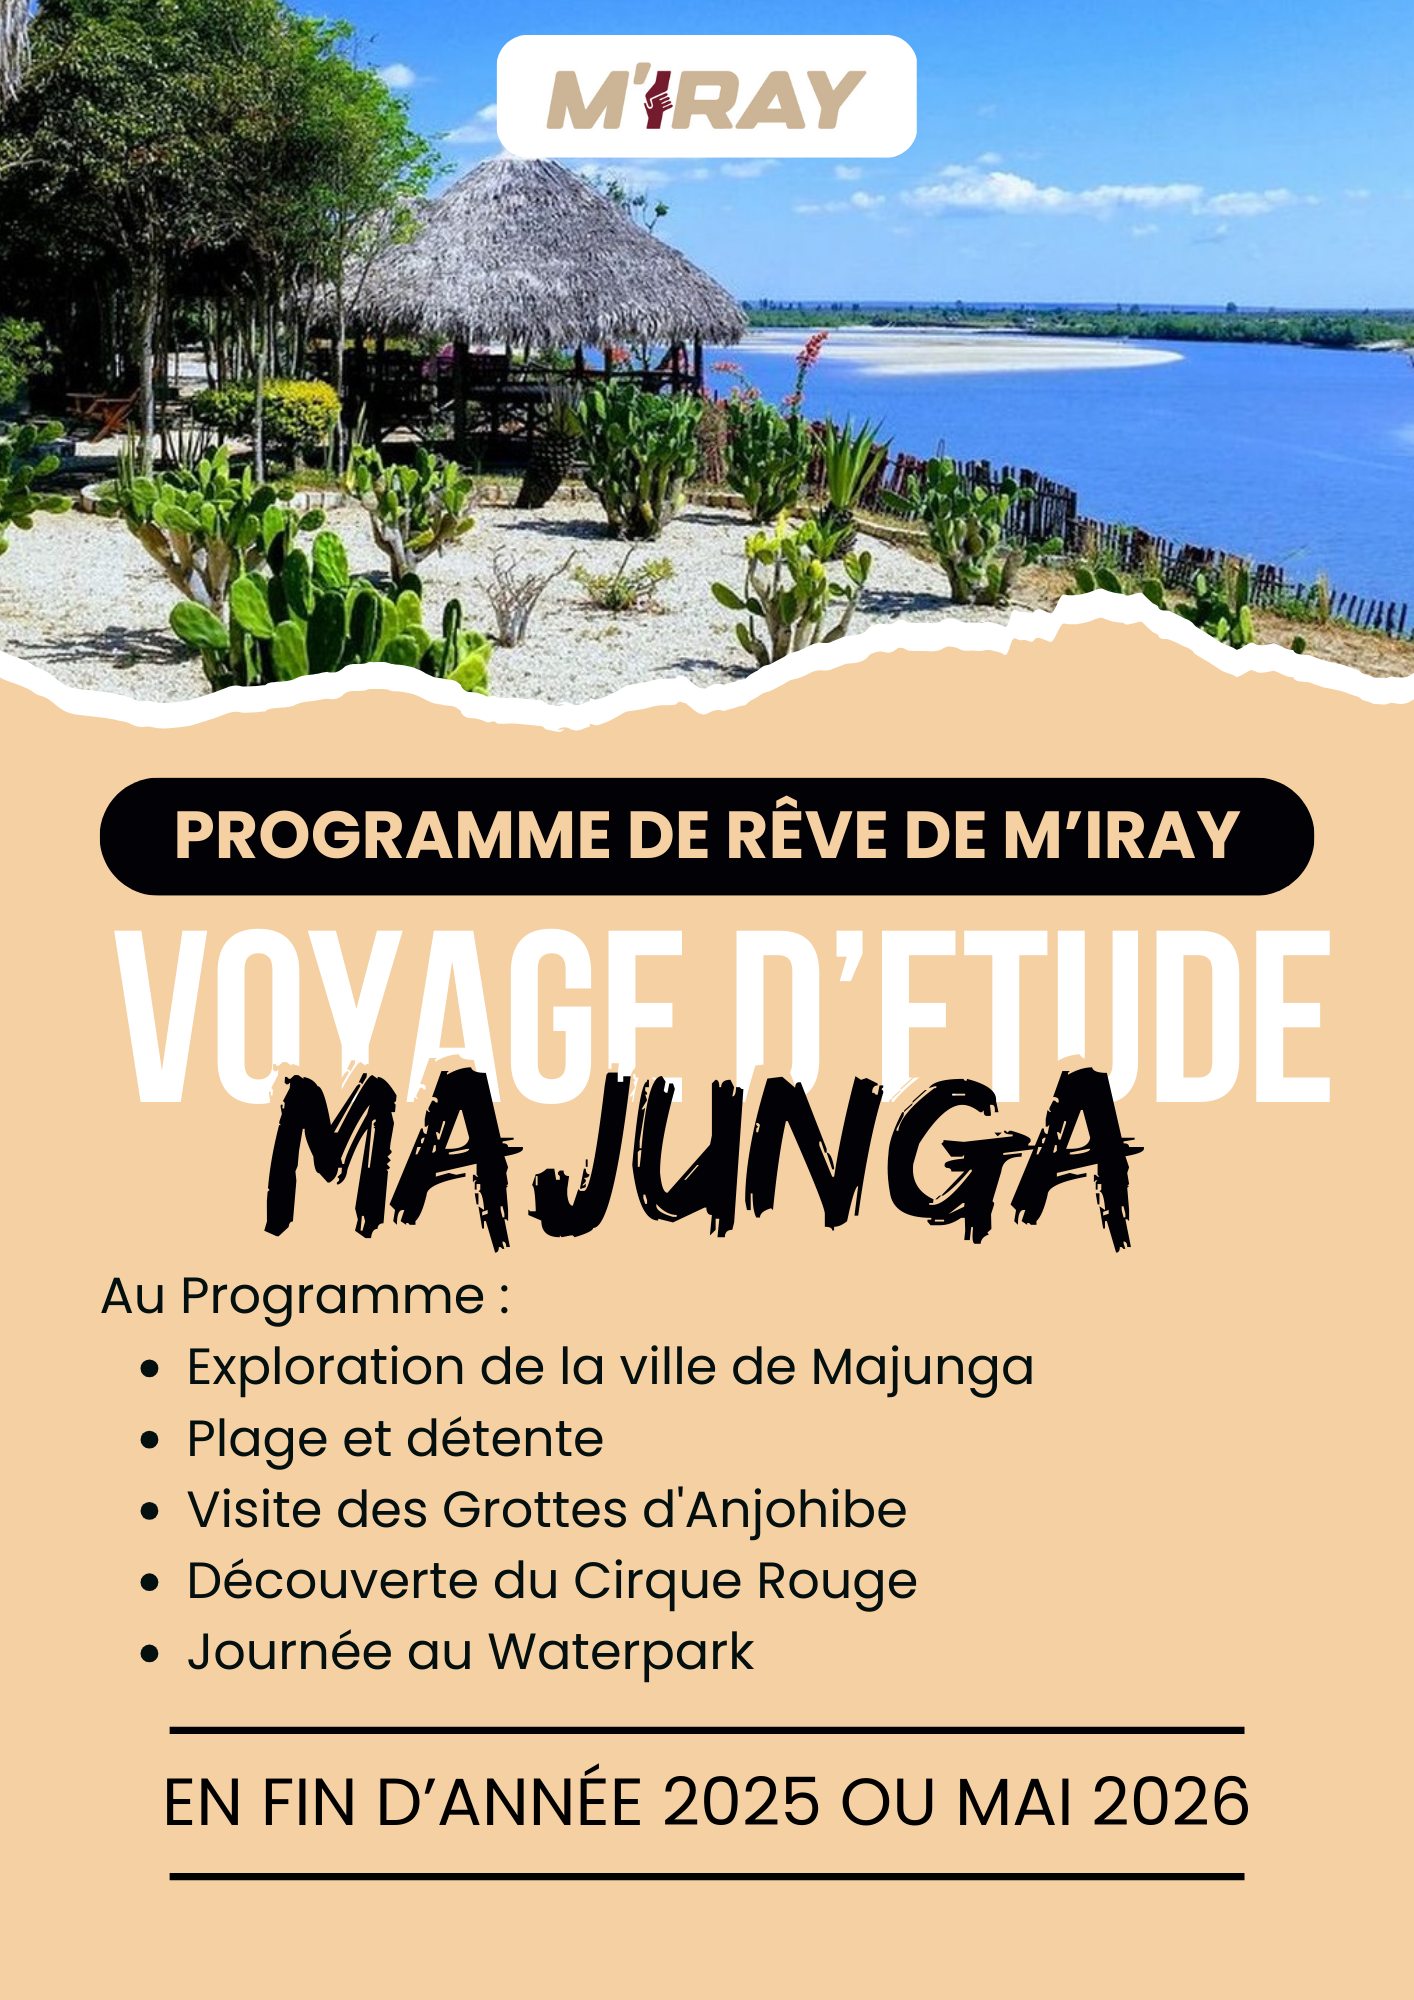 M'IRAY
PROGRAMME DE RÊVE DE M’IRAY
VOYAGE D’ETUDE
MAJUNGA
Au Programme :
• Exploration de la ville de Majunga
• Plage et détente
• Visite des Grottes d'Anjohibe
• Découverte du Cirque Rouge
• Journée au Waterpark
EN FIN D’ANNÉE 2025 OU MAI 2026